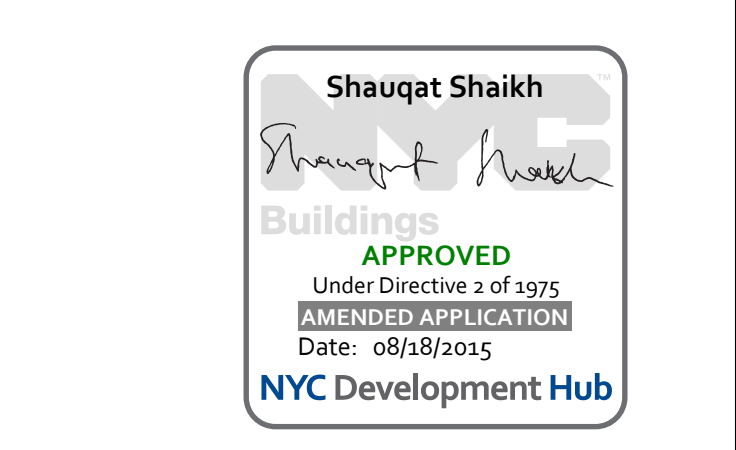 Shauqat Shaikh
NYC™
Shauqat Shaikh
Buildings
APPROVED
Under Directive 2 of 1975
AMENDED APPLICATION
Date: 08/18/2015
NYC Development Hub